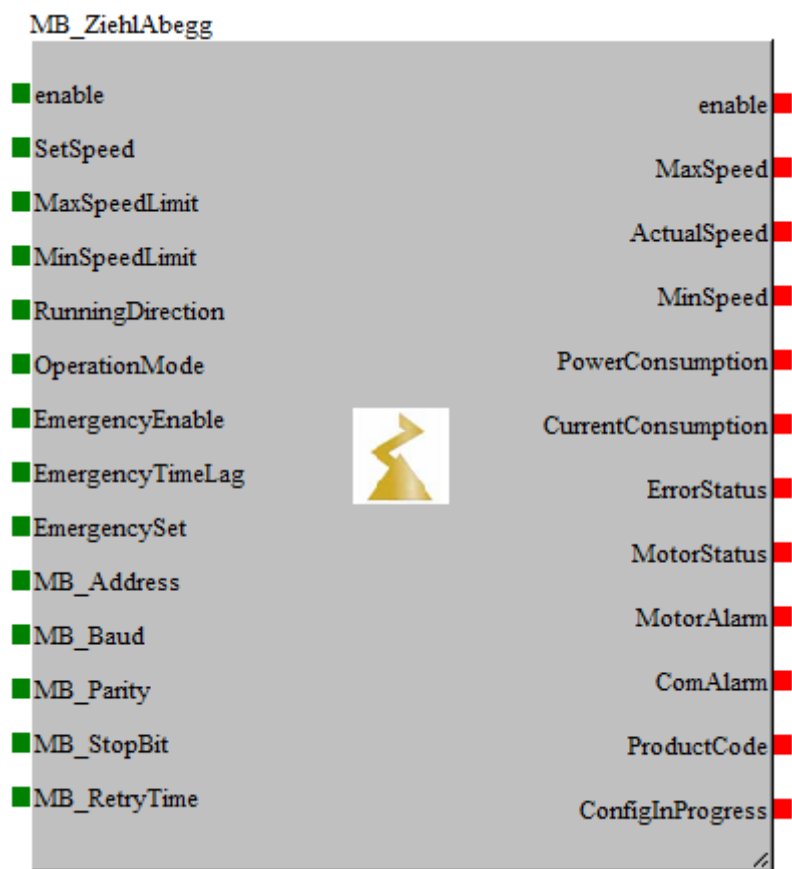 MB_ZiehlAbegg
enable
SetSpeed
MaxSpeedLimit
MinSpeedLimit
RunningDirection
OperationMode
EmergencyEnable
EmergencyTimeLag
EmergencySet
MB_Address
MB_Baud
MB_Parity
MB_StopBit
MB_RetryTime
enable
MaxSpeed
ActualSpeed
MinSpeed
PowerConsumption
CurrentConsumption
ErrorStatus
MotorStatus
MotorAlarm
ComAlarm
ProductCode
ConfigInProgress